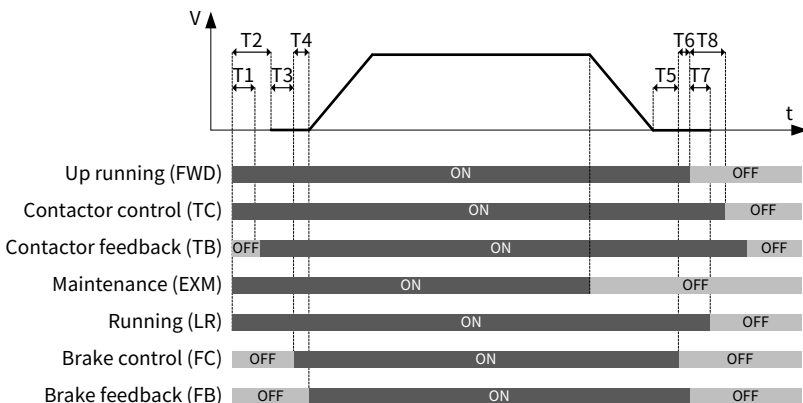 V
T2 T4 T6 T8
T1 T3 T5 T7
t
Up running (FWD) ON OFF
Contactor control (TC) ON OFF
Contactor feedback (TB) OFF ON OFF
Maintenance (EXM) ON OFF
Running (LR) ON OFF
Brake control (FC) OFF ON OFF
Brake feedback (FB) OFF ON OFF